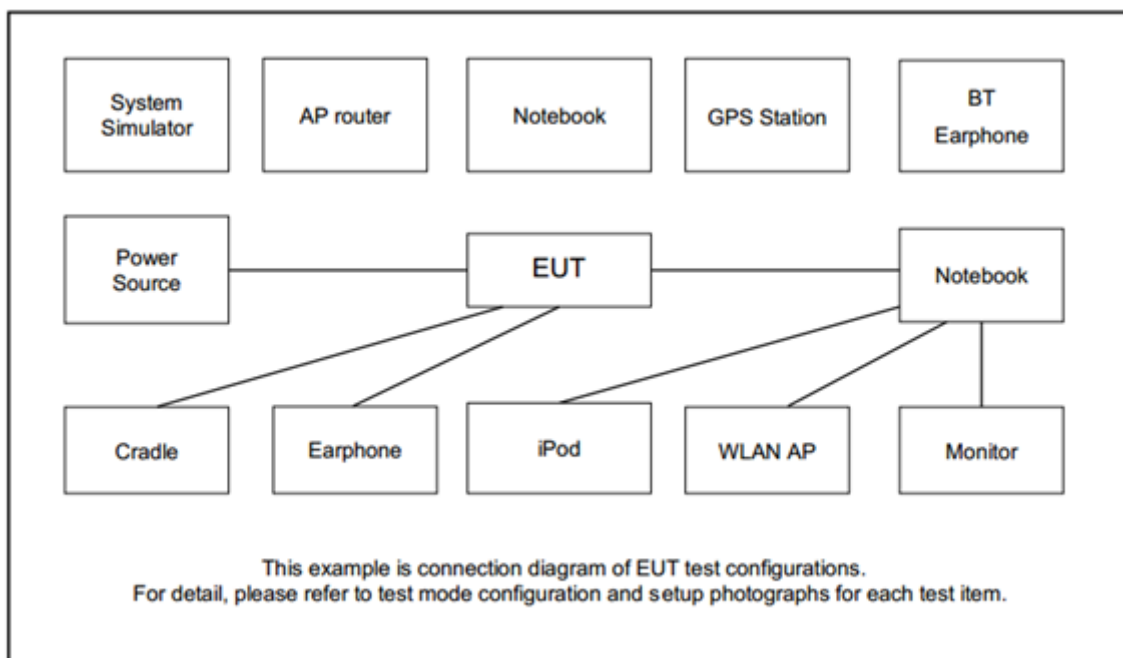 System
Simulator
AP router
Notebook
GPS Station
BT
Earphone
Power
Source
EUT
Notebook
Cradle
Earphone
iPod
WLAN AP
Monitor
This example is connection diagram of EUT test configurations.
For detail, please refer to test mode configuration and setup photographs for each test item.